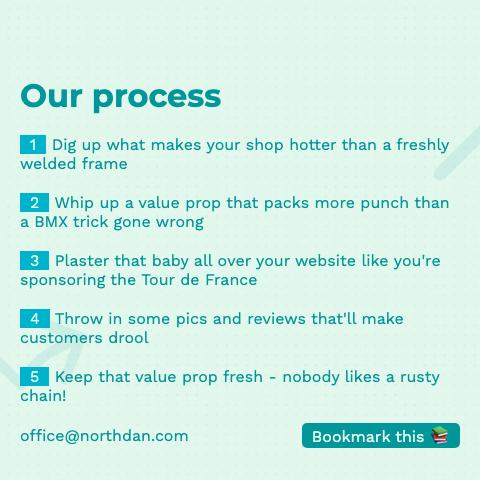 Our process
1 Dig up what makes your shop hotter than a freshly
welded frame
2 Whip up a value prop that packs more punch than
a BMX trick gone wrong
3 Plaster that baby all over your website like you're
sponsoring the Tour de France
4 Throw in some pics and reviews that'll make
customers drool
5 Keep that value prop fresh - nobody likes a rusty
chain!
office@northdan.com
Bookmark this 📚